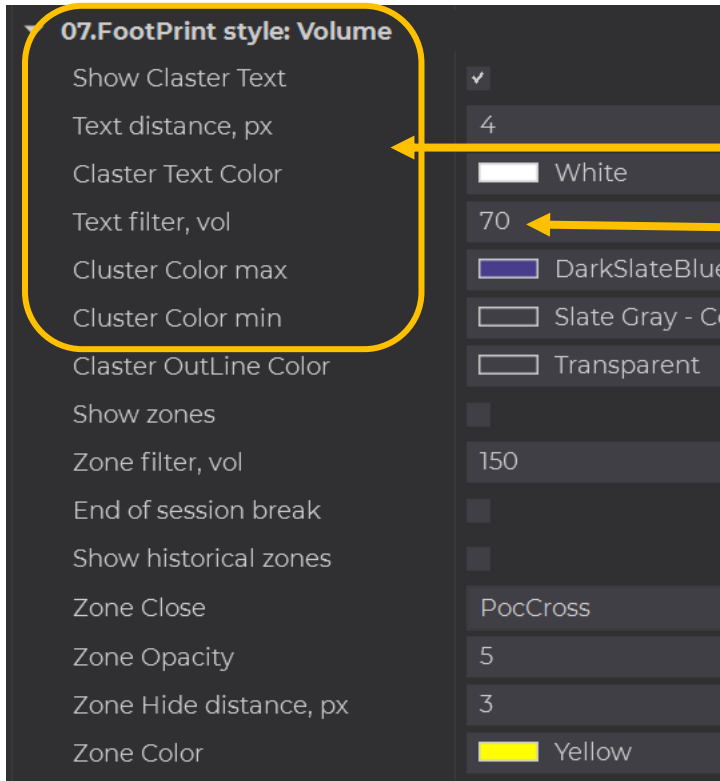 07.FootPrint style: Volume
Show Claster Text
Text distance, px 4
Claster Text Color White
Text filter, vol 70
Cluster Color max DarkSlateBlue
Cluster Color min Slate Gray - Co
Claster OutLine Color Transparent
Show zones
Zone filter, vol 150
End of session break
Show historical zones
Zone Close PocCross
Zone Opacity 5
Zone Hide distance, px 3
Zone Color Yellow